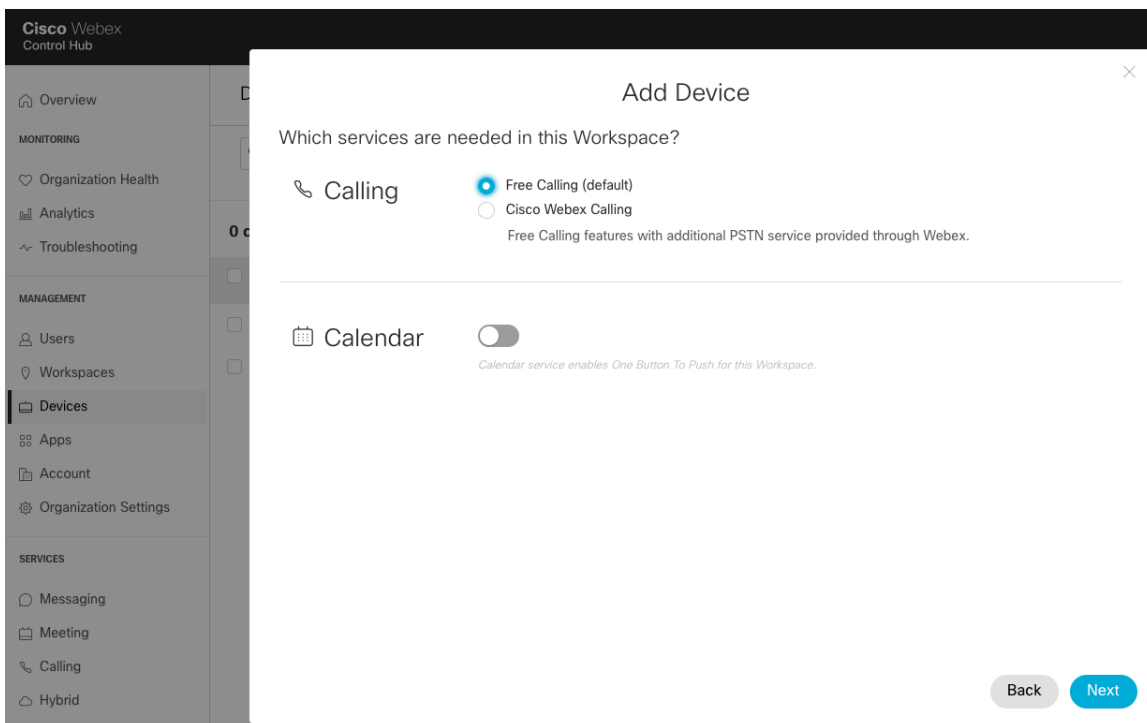 Cisco Webex
Control Hub
Overview
MONITORING
Organization Health
Analytics
Troubleshooting
MANAGEMENT
Users
Workspaces
Devices
Apps
Account
Organization Settings
SERVICES
Messaging
Meeting
Calling
Hybrid
D
0 c
Add Device
Which services are needed in this Workspace?
Calling
Free Calling (default)
Cisco Webex Calling
Free Calling features with additional PSTN service provided through Webex.
Calendar
Calendar service enables One Button To Push for this Workspace.
Back
Next